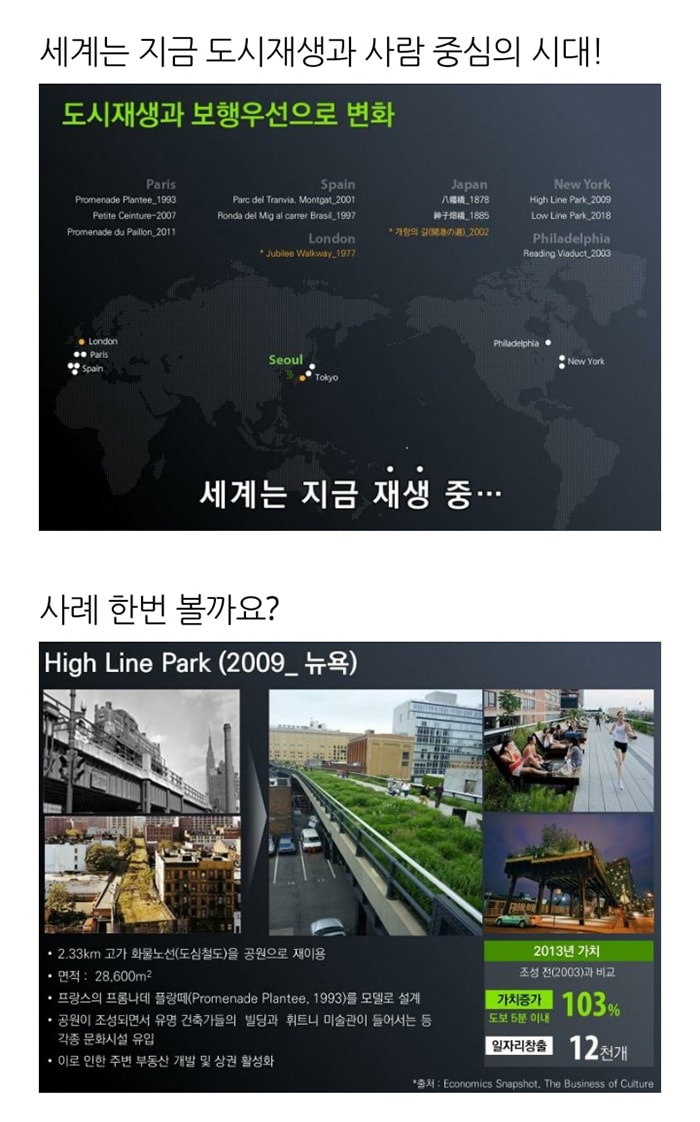 세계는 지금 도시재생과 사람 중심의 시대!
도시재생과 보행우선으로 변화
Paris
Promenade Plantee_1993
Petite Ceinture-2007
Promenade du Paillon_2011
Spain
Parc del Tranvia. Montgat_2001
Ronda del Mig al carrer Brasil_1997
London
* Jubilee Walkway_1977
Japan
八幡橋_1878
* 개항의 길(開港の道)_2002
New York
High Line Park_2009
Low Line Park_2018
Philadelphia
Reading Viaduct_2003
London
Paris
Spain
Seoul
Tokyo
Philadelphia
New York
세계는 지금 재생 중…
사례 한번 볼까요?
High Line Park (2009_ 뉴욕)
• 2.33km 고가 화물노선(도심철도)을 공원으로 재이용
• 면적 : 28,600m²
• 프랑스의 프롬나데 플랑떼(Promenade Plantee, 1993)를 모델로 설계
• 공원이 조성되면서 유명 건축가들의 빌딩과 휘트니 미술관이 들어서는 등
각종 문화시설 유입
• 이로 인한 주변 부동산 개발 및 상권 활성화
2013년 가치
조성 전(2003)과 비교
가치증가
도보 5분 이내
103%
일자리창출
12천개
*출처 : Economics Snapshot, The Business of Culture